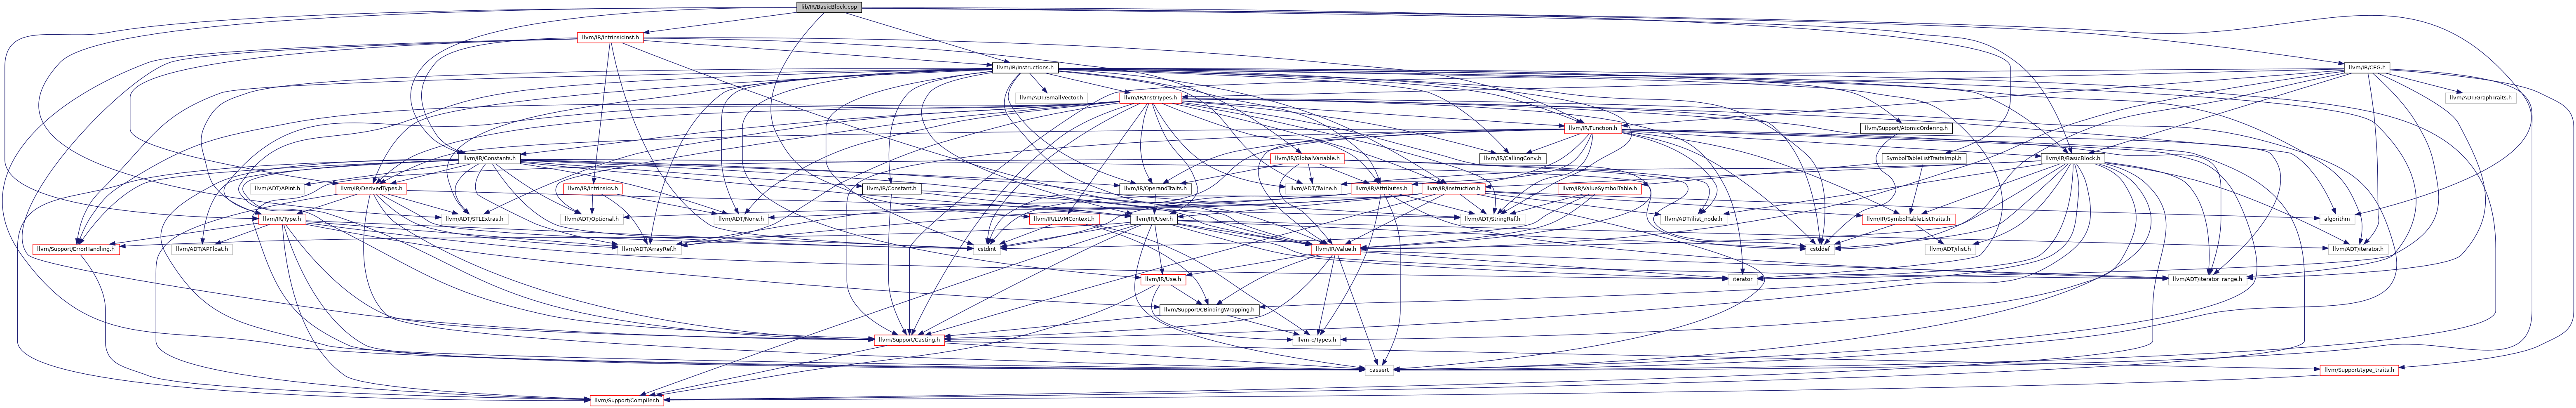 lib/IR/BasicBlock.cpp
llvm/IR/IntrinsicInst.h
llvm/IR/Instructions.h
llvm/IR/CFG.h
llvm/ADT/SmallVector.h
llvm/IR/InstrTypes.h
llvm/ADT/GraphTraits.h
llvm/IR/Function.h
llvm/Support/AtomicOrdering.h
llvm/IR/Constants.h
llvm/IR/GlobalVariable.h
llvm/IR/CallingConv.h
SymbolTableListTraitsImpl.h
llvm/IR/BasicBlock.h
llvm/ADT/APInt.h
llvm/IR/DerivedTypes.h
llvm/IR/Intrinsics.h
llvm/IR/Constant.h
llvm/IR/OperandTraits.h
llvm/ADT/Twine.h
llvm/IR/Attributes.h
llvm/IR/Instruction.h
llvm/IR/ValueSymbolTable.h
llvm/IR/Type.h
llvm/ADT/STLExtras.h
llvm/ADT/Optional.h
llvm/ADT/None.h
llvm/IR/LLVMContext.h
llvm/IR/User.h
llvm/ADT/StringRef.h
llvm/ADT/ilist_node.h
llvm/IR/SymbolTableListTraits.h
algorithm
llvm/Support/ErrorHandling.h
llvm/ADT/APFloat.h
llvm/ADT/ArrayRef.h
cstdint
llvm/IR/Value.h
cstddef
llvm/ADT/ilist.h
llvm/ADT/iterator.h
llvm/IR/Use.h
iterator
llvm/ADT/iterator_range.h
llvm/Support/CBindingWrapping.h
llvm/Support/Casting.h
llvm-c/Types.h
cassert
llvm/Support/type_traits.h
llvm/Support/Compiler.h